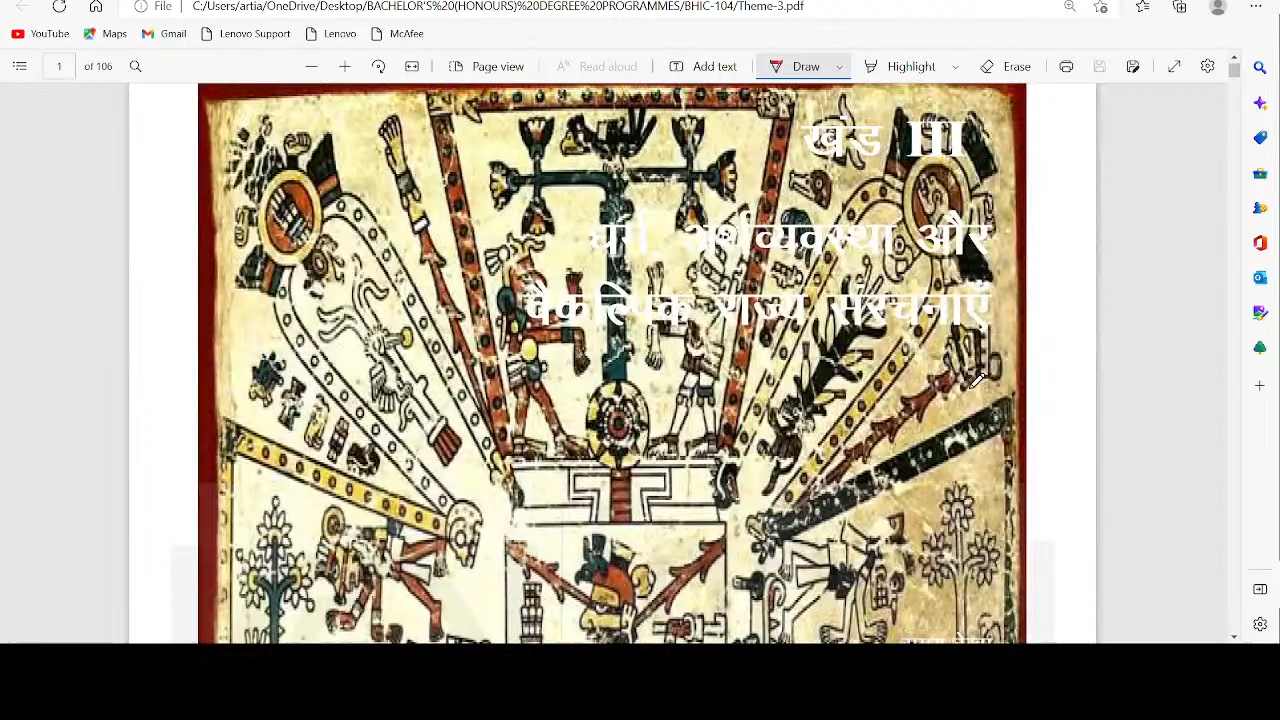 File C:/Users/artia/OneDrive/Desktop/BACHELOR'S%20(HONOURS)%20DEGREE%20PROGRAMMES/BHIC-104/Theme-3.pdf
YouTube Maps Gmail Lenovo Support Lenovo McAfee
1 of 106 Page view Read aloud Add text Draw Highlight Erase
खंड III
धर्म, अर्थव्यवस्था और
वैकल्पिक राज्य संरचनाएँ